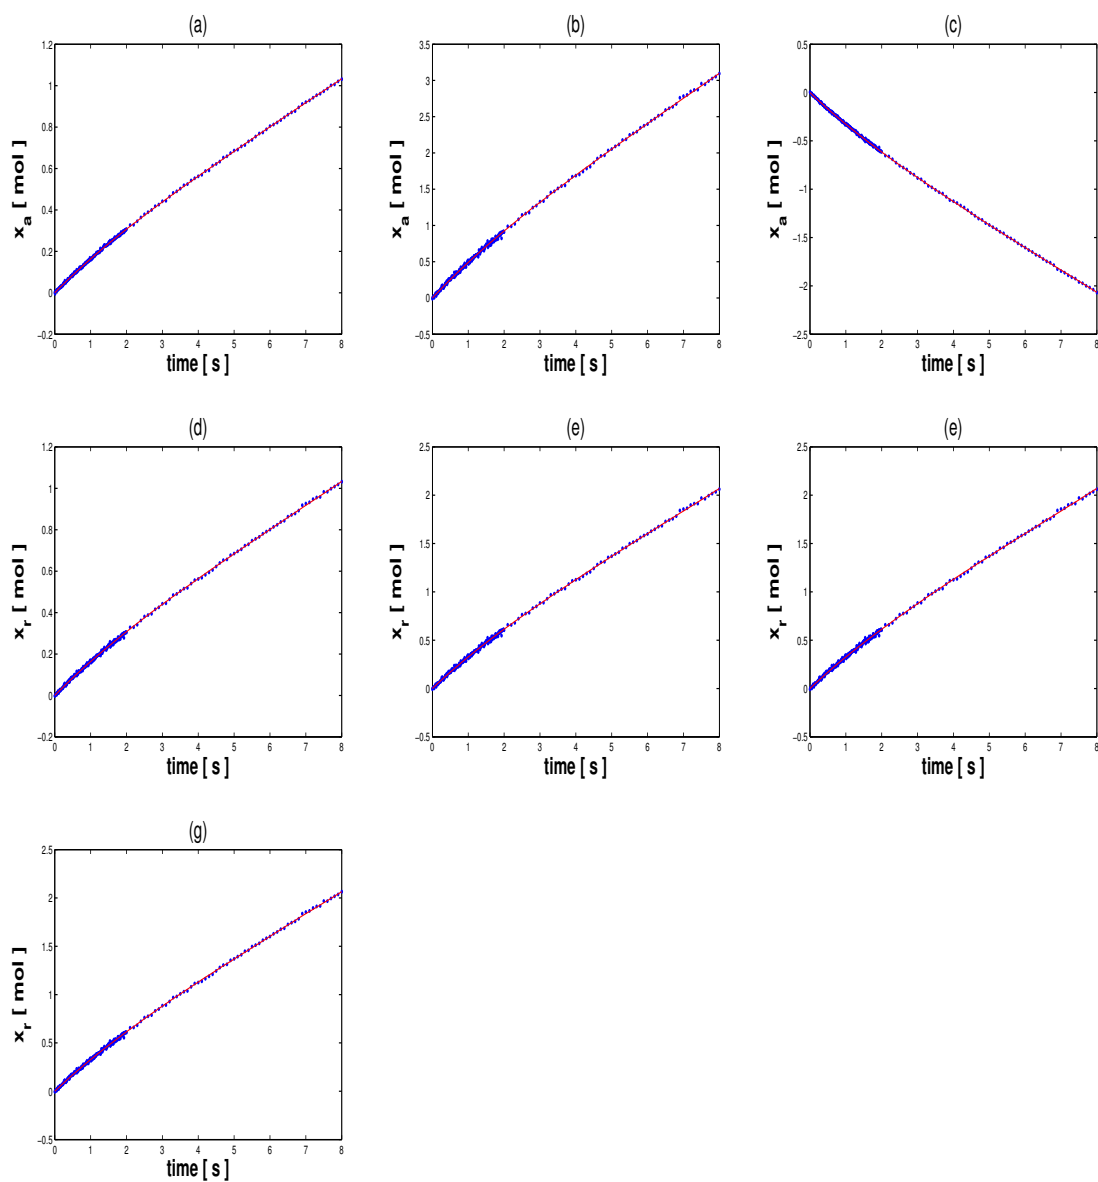 (a)
1.2
1
0.8
0.6
0.4
0.2
0
−0.2
x_a [ mol ]
0 1 2 3 4 5 6 7 8
time [ s ]
(b)
3.5
3
2.5
2
1.5
1
0.5
0
−0.5
x_a [ mol ]
0 1 2 3 4 5 6 7 8
time [ s ]
(c)
0.5
0
−0.5
−1
−1.5
−2
−2.5
x_a [ mol ]
0 1 2 3 4 5 6 7 8
time [ s ]
(d)
1.2
1
0.8
0.6
0.4
0.2
0
−0.2
x_r [ mol ]
0 1 2 3 4 5 6 7 8
time [ s ]
(e)
2.5
2
1.5
1
0.5
0
−0.5
x_r [ mol ]
0 1 2 3 4 5 6 7 8
time [ s ]
(e)
2.5
2
1.5
1
0.5
0
−0.5
x_r [ mol ]
0 1 2 3 4 5 6 7 8
time [ s ]
(g)
2.5
2
1.5
1
0.5
0
−0.5
x_r [ mol ]
0 1 2 3 4 5 6 7 8
time [ s ]